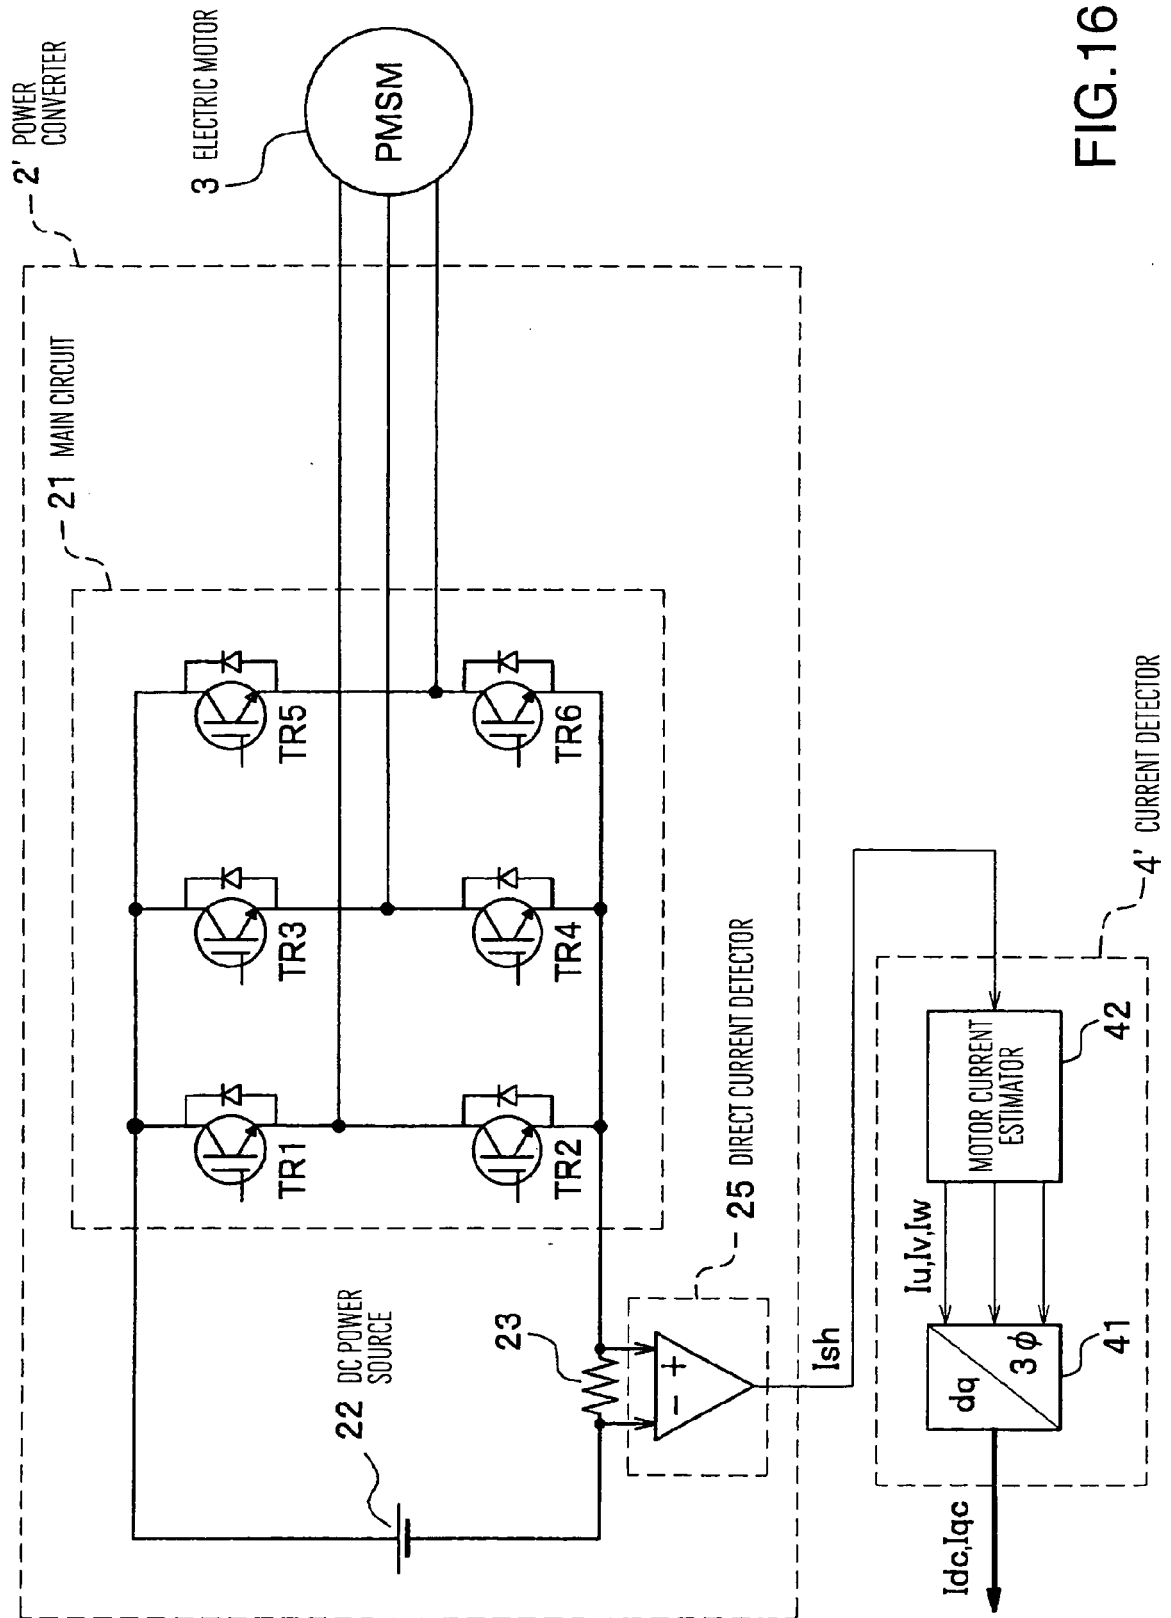 2' POWER
CONVERTER
3 ELECTRIC MOTOR
PMSM
21 MAIN CIRCUIT
TR1
TR3
TR5
TR2
TR4
TR6
22
DC POWER
SOURCE
23
25 DIRECT CURRENT DETECTOR
- +
Ish
4' CURRENT DETECTOR
Idc,Iqc
dq
3φ
41
Iu,Iv,Iw
MOTOR CURRENT
ESTIMATOR
42
FIG.16